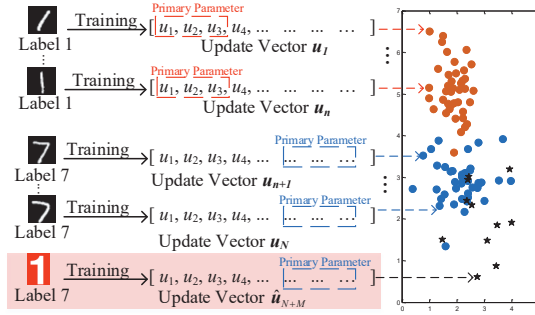 Primary Parameter
Training [ u1, u2, u3, u4, ... ... ... ... ]
Label 1 Update Vector u1
Primary Parameter
Training [ u1, u2, u3, u4, ... ... ... ... ]
Label 1 Update Vector un
Primary Parameter
Training [ u1, u2, u3, u4, ... ... ... ... ]
Label 7 Update Vector un+1
Primary Parameter
Training [ u1, u2, u3, u4, ... ... ... ... ]
Label 7 Update Vector uN
Primary Parameter
1 Training [ u1, u2, u3, u4, ... ... ... ... ]
Label 7 Update Vector ûN+M
7
6
5
4
3
2
1
0
0 1 2 3 4 5